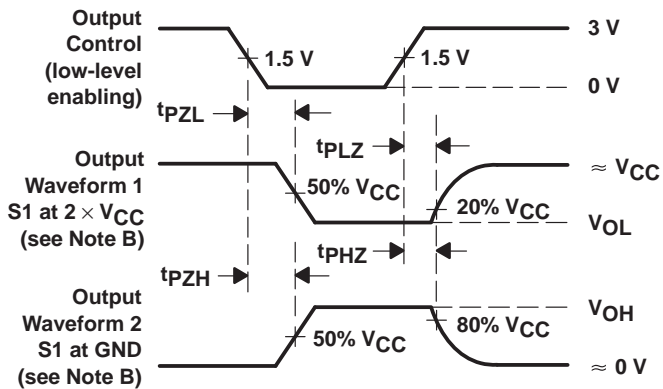 Output
Control
(low-level
enabling)
1.5 V
1.5 V
3 V
0 V
tPZL
tPLZ
Output
Waveform 1
S1 at 2 × VCC
(see Note B)
50% VCC
20% VCC
≈ VCC
VOL
tPZH
tPHZ
Output
Waveform 2
S1 at GND
(see Note B)
50% VCC
80% VCC
VOH
≈ 0 V